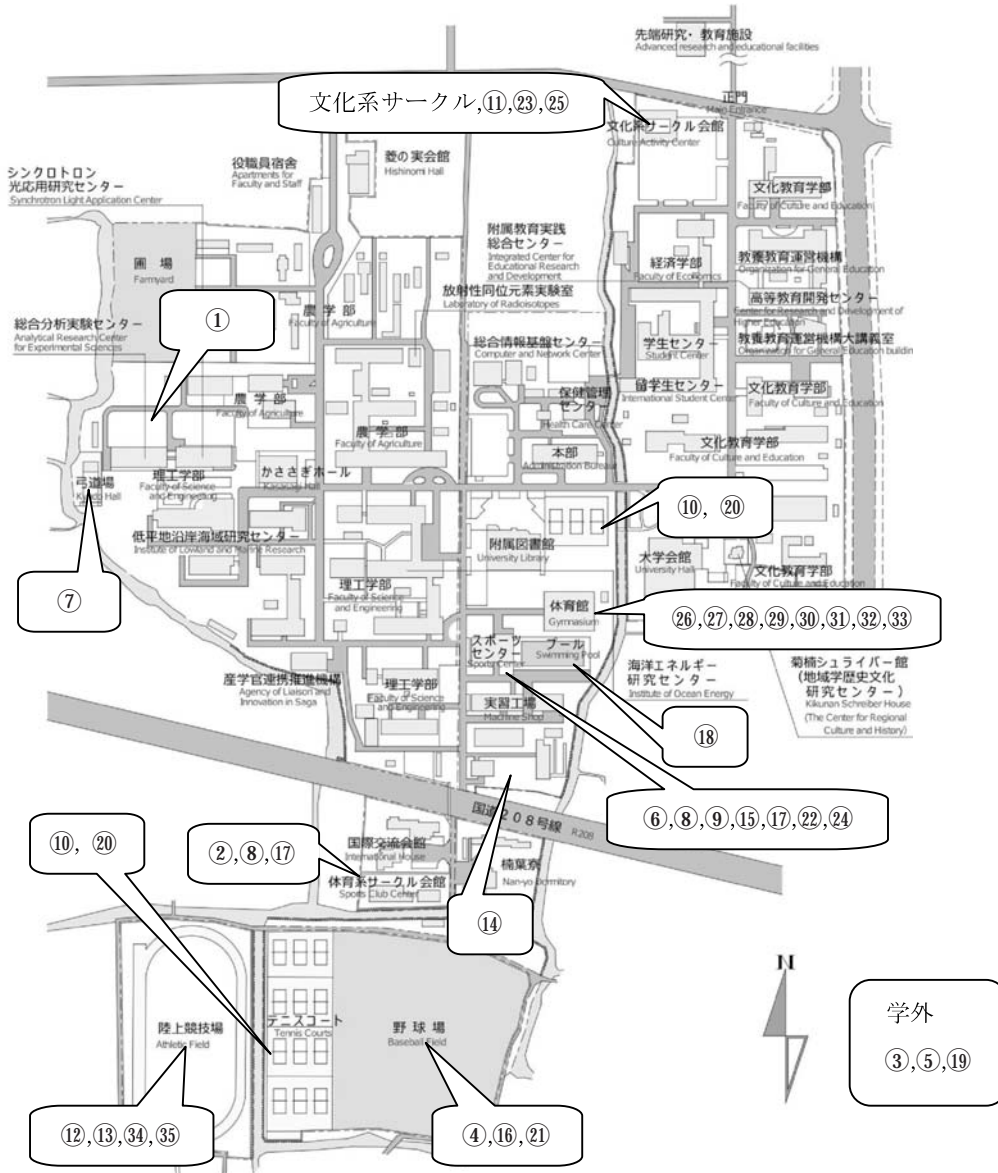 先端研究・教育施設
Advanced research and educational facilities
正門
Main Entrance
文化系サークル,⑪,㉓,㉕
文化系サークル会館
Culture Activity Center
役職員宿舎
Apartments for
Faculty and Staff
菱の実会館
Hishinomi Hall
シンクロトロン
光応用研究センター
Synchrotron Light Application Center
文化教育学部
Faculty of Culture and Education
附属教育実践
総合センター
Integrated Center for
Educational Research
and Development
経済学部
Faculty of Economics
教養教育運営機構
Organization for General Education
圃場
Farmyard
放射性同位元素実験室
Laboratory of Radioisotopes
高等教育開発センター
Center for Research and Development of
Higher Education
①
農学部
Faculty of Agriculture
総合分析実験センター
Analytical Research Center
for Experimental Sciences
総合情報基盤センター
Computer and Network Center
学生センター
Student Center
教養教育運営機構大講義室
Organization for General Education buildin
保健管理
センター
Health Care Center
留学生センター
International Student Center
文化教育学部
Faculty of Culture and Education
農学部
Faculty of Agriculture
農学部
Faculty of Agriculture
本部
Administration Bureau
文化教育学部
Faculty of Culture and Education
弓道場
Kyudo Hall
理工学部
Faculty of Science
and Engineering
かささぎホール
Kasasagi Hall
⑩, ⑳
低平地沿岸海域研究センター
Institute of Lowland and Marine Research
附属図書館
University Library
大学会館
University Hall
文化教育学部
Faculty of Culture and Education
⑦
理工学部
Faculty of Science
and Engineering
体育館
Gymnasium
㉖,㉗,㉘,㉙,㉚,㉛,㉜,㉝
スポーツ
センター
Sports Center
プール
Swimming Pool
海洋エネルギー
研究センター
Institute of Ocean Energy
菊楠シュライバー館
(地域学歴史文化
研究センター)
Kikunan Schreiber House
(The Center for Regional
Culture and History)
産学官連携推進機構
Agency of Liaison and
Innovation in Saga
理工学部
Faculty of Science
and Engineering
実習工場
Machine Shop
⑱
⑥,⑧,⑨,⑮,⑰,㉒,㉔
国道208号線 R208
⑩, ⑳
②,⑧,⑰
国際交流会館
International House
体育系サークル会館
Sports Club Center
楠葉寮
Nan-yo Dormitory
⑭
N
陸上競技場
Athletic Field
テニスコート
Tennis Courts
野球場
Baseball Field
学外
③,⑤,⑲
⑫,⑬,㉞,㉟
④,⑯,㉑